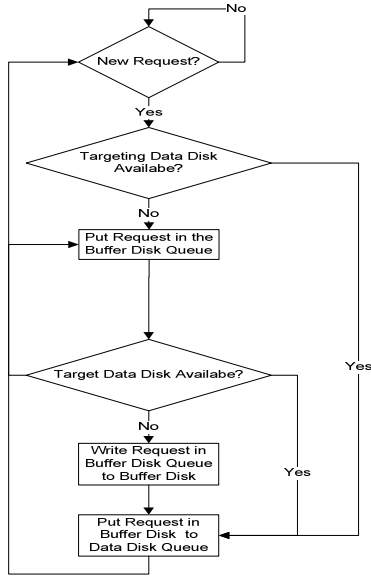 No
New Request?
Yes
Targeting Data Disk
Availabe?
No
Put Request in the
Buffer Disk Queue
Yes
Target Data Disk Availabe?
No
Write Request in
Buffer Disk Queue
to Buffer Disk
Yes
Put Request in
Buffer Disk to
Data Disk Queue